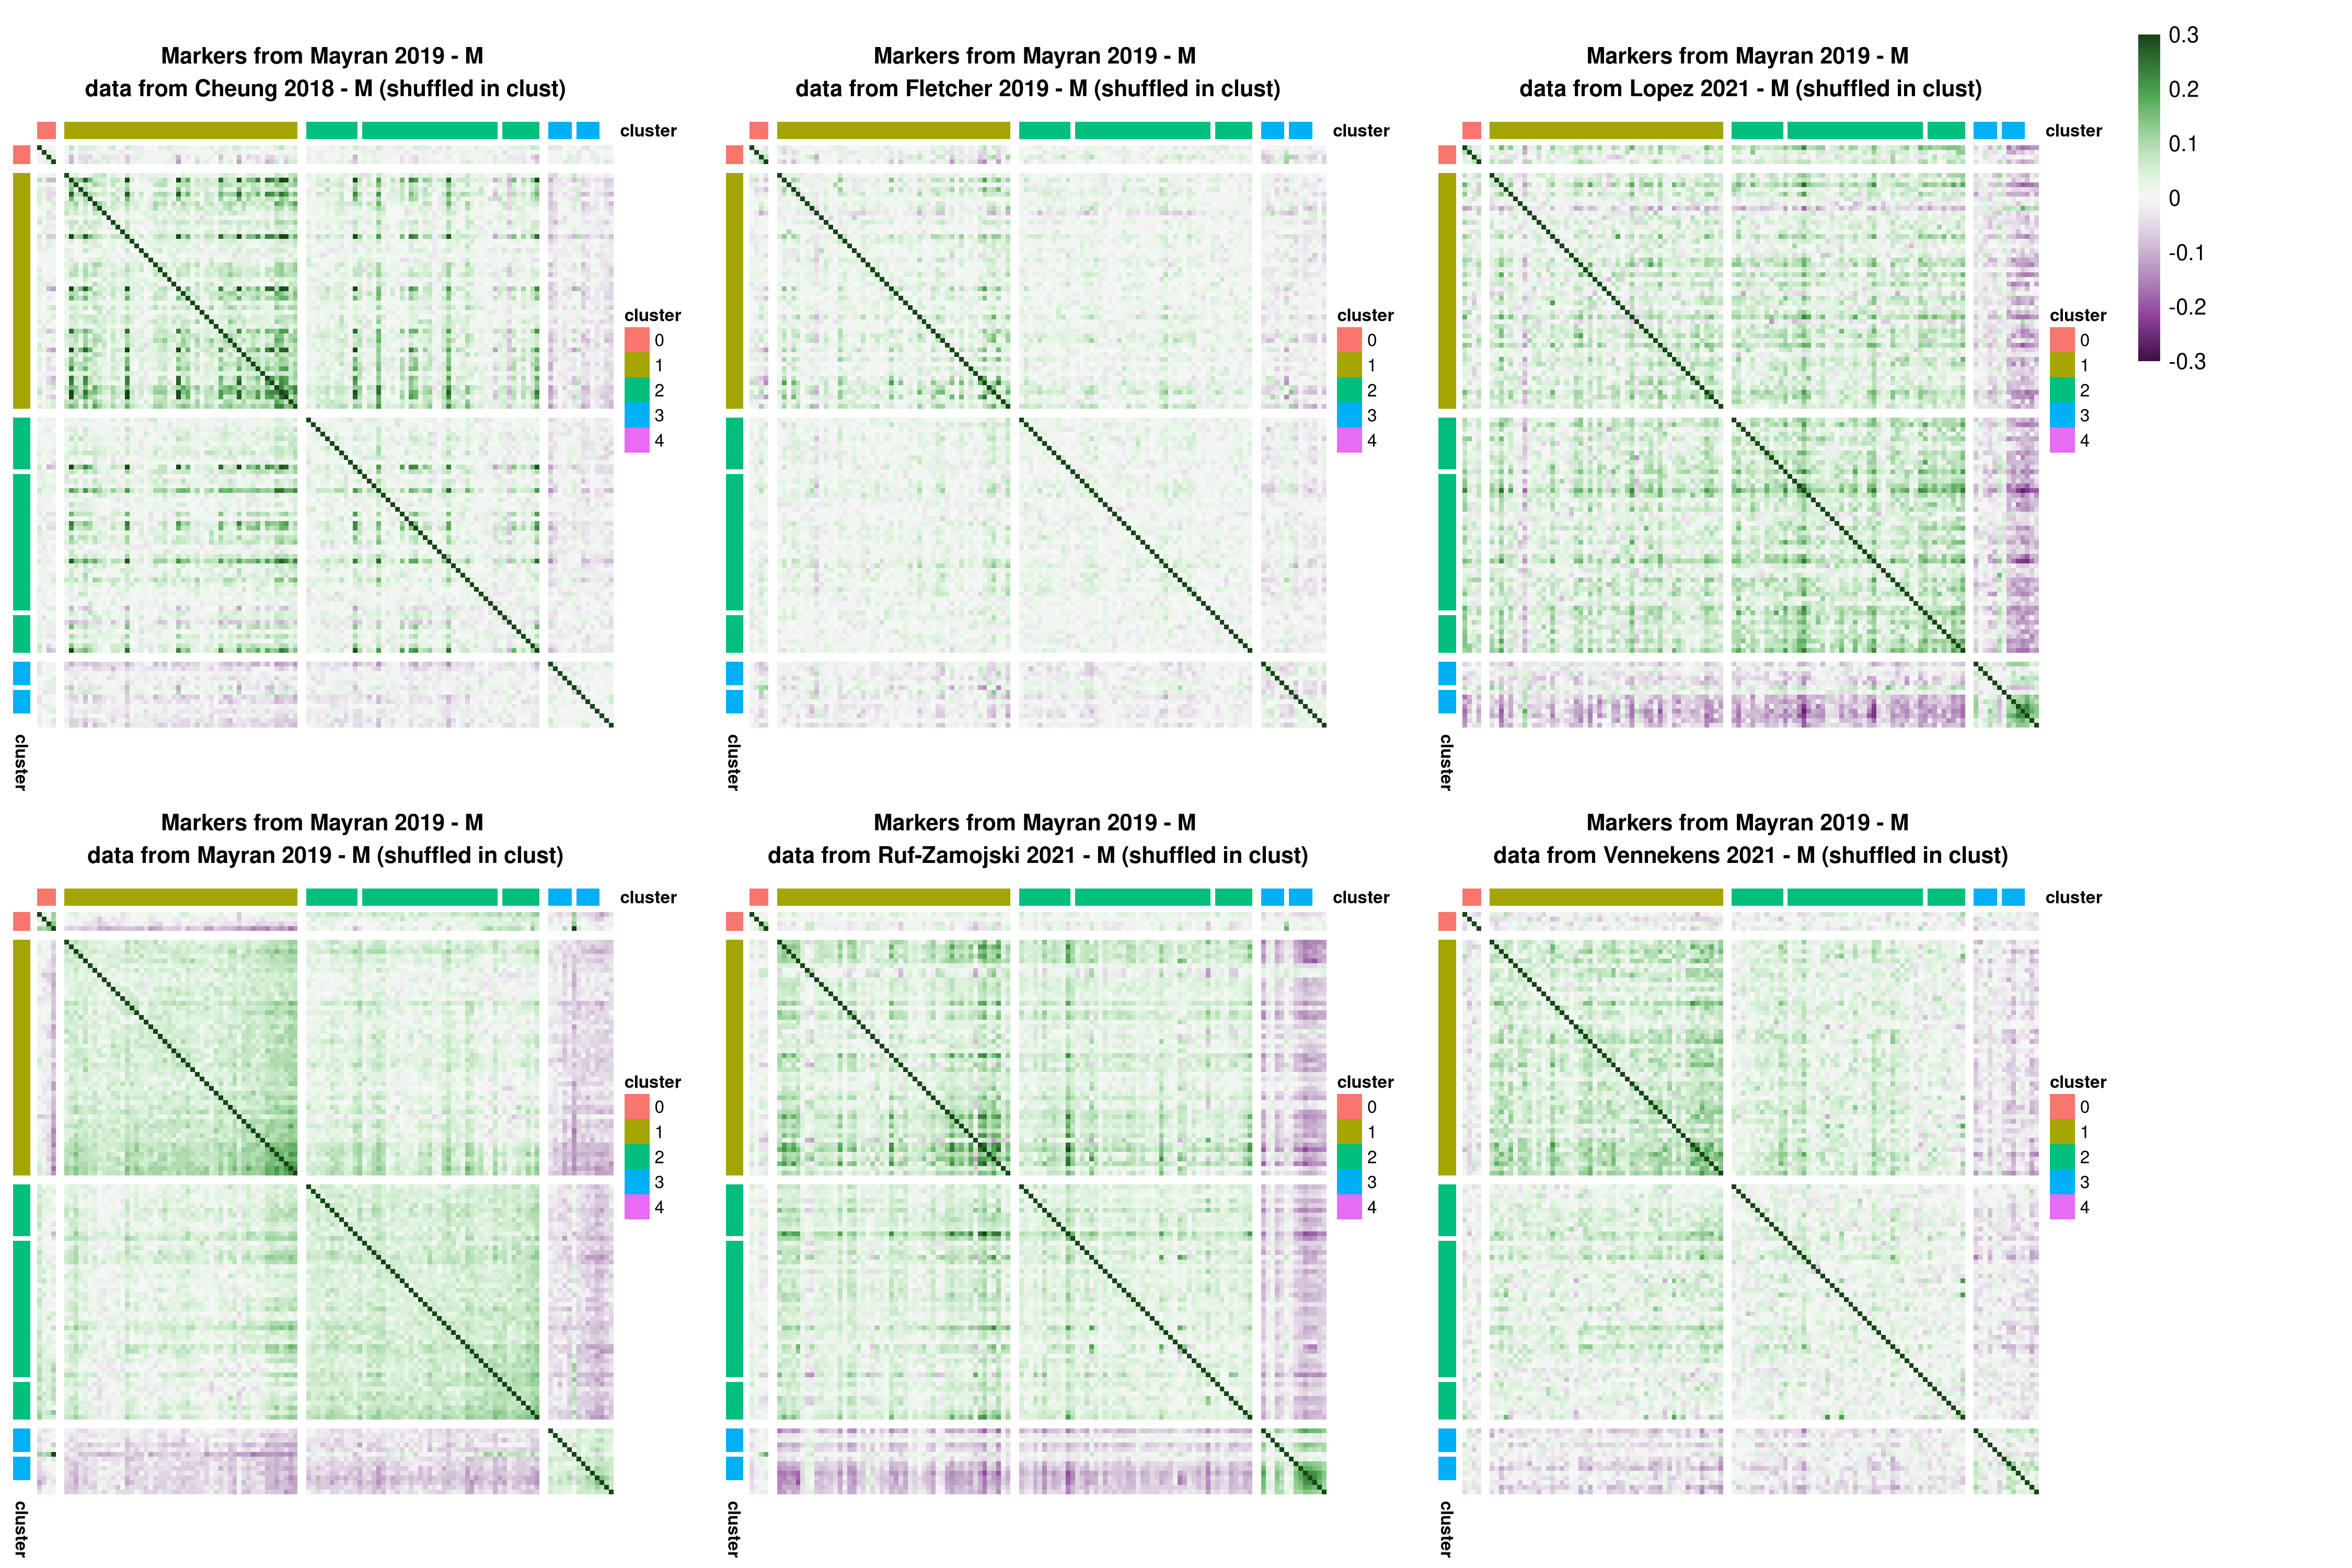 Markers from Mayran 2019 - M
data from Cheung 2018 - M (shuffled in clust)
cluster
cluster
0
1
2
3
4
cluster
Markers from Mayran 2019 - M
data from Fletcher 2019 - M (shuffled in clust)
cluster
cluster
0
1
2
3
4
cluster
Markers from Mayran 2019 - M
data from Lopez 2021 - M (shuffled in clust)
cluster
cluster
0
1
2
3
4
cluster
0.3
0.2
0.1
0
-0.1
-0.2
-0.3
Markers from Mayran 2019 - M
data from Mayran 2019 - M (shuffled in clust)
cluster
cluster
0
1
2
3
4
cluster
Markers from Mayran 2019 - M
data from Ruf-Zamojski 2021 - M (shuffled in clust)
cluster
cluster
0
1
2
3
4
cluster
Markers from Mayran 2019 - M
data from Vennekens 2021 - M (shuffled in clust)
cluster
cluster
0
1
2
3
4
cluster